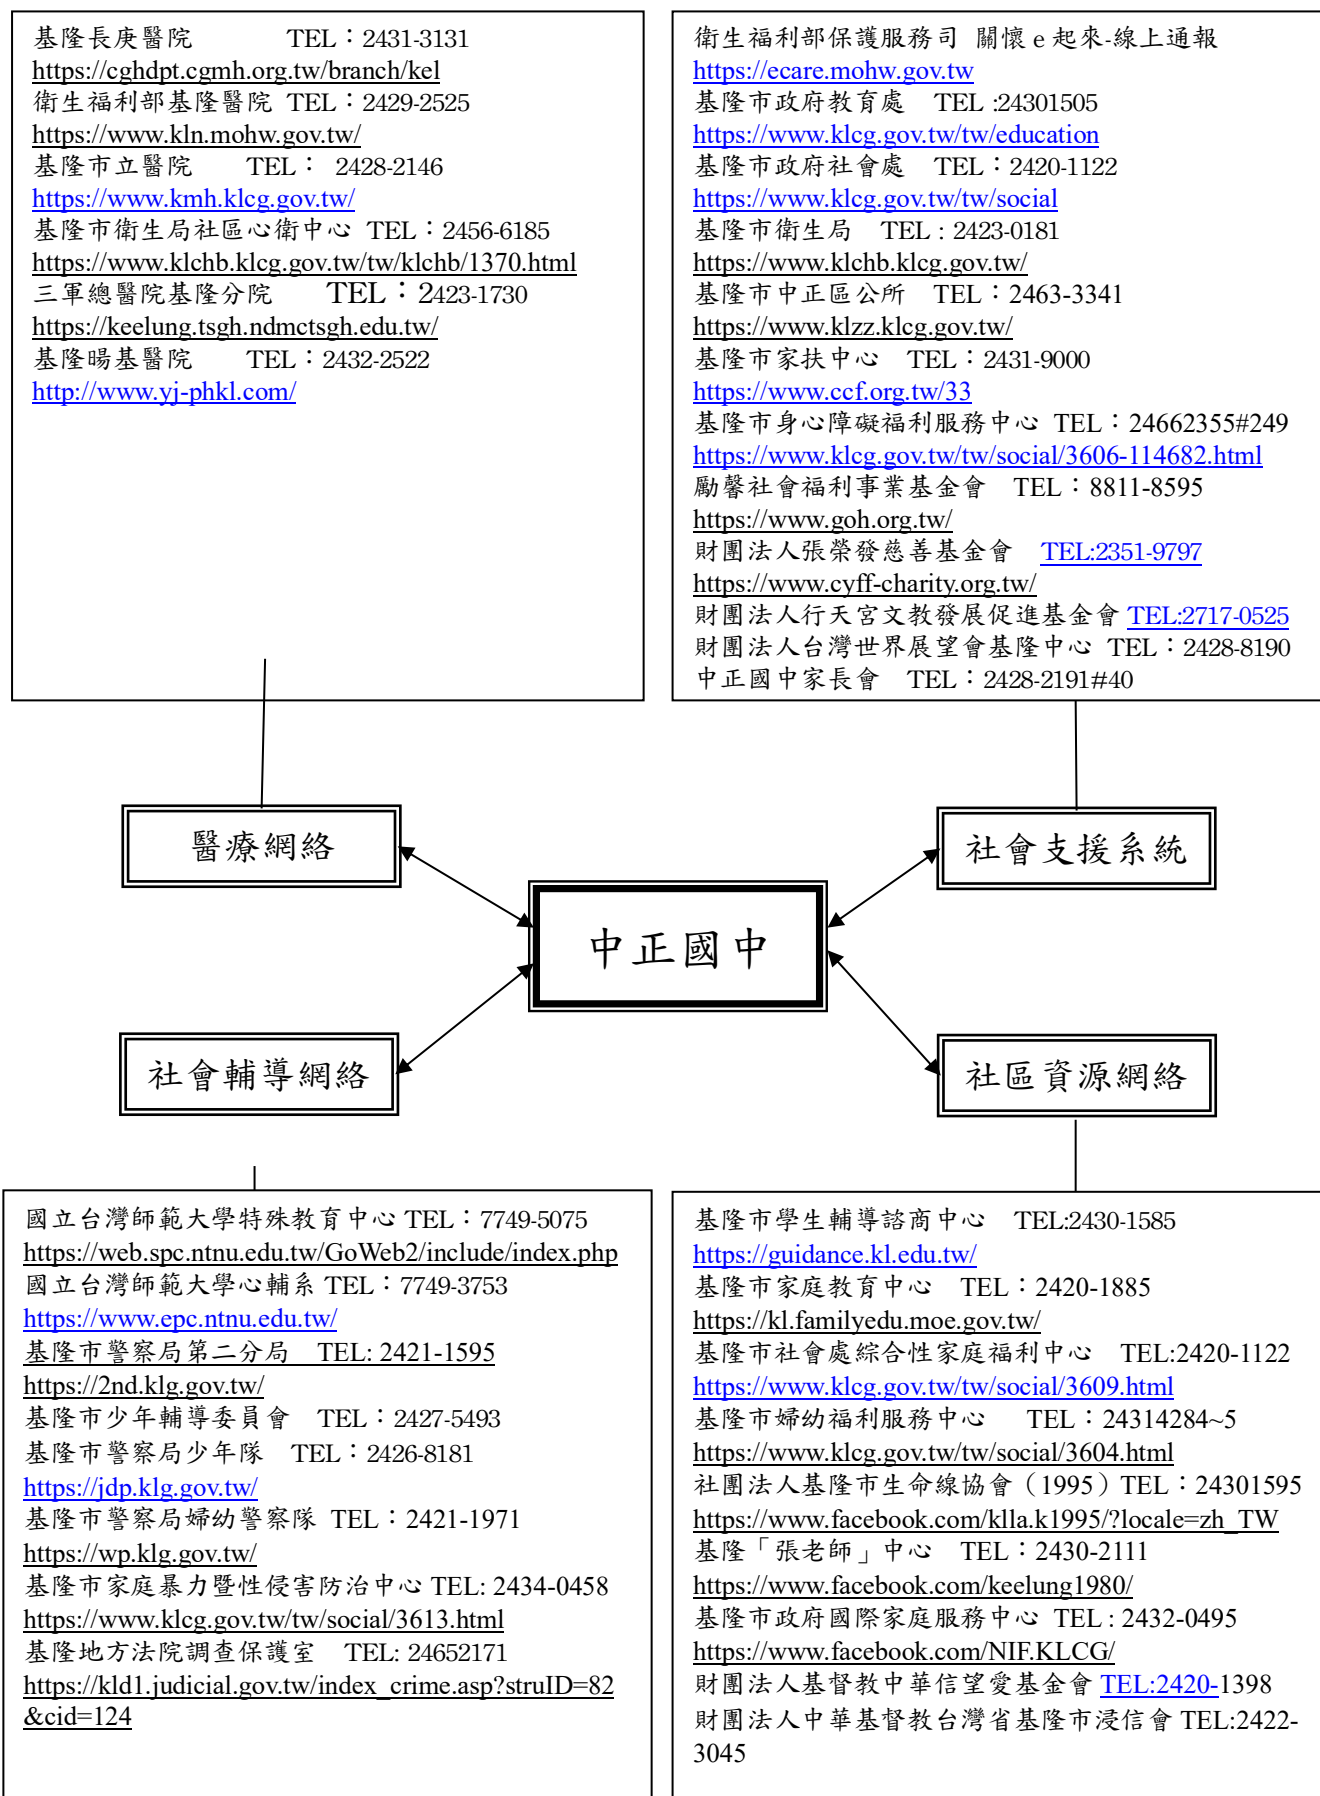 基隆長庚醫院 TEL：2431-3131
https://cghdpt.cgmh.org.tw/branch/kel
衛生福利部基隆醫院 TEL：2429-2525
https://www.kln.mohw.gov.tw/
基隆市立醫院 TEL： 2428-2146
https://www.kmh.klcg.gov.tw/
基隆市衛生局社區心衛中心 TEL：2456-6185
https://www.klchb.klcg.gov.tw/tw/klchb/1370.html
三軍總醫院基隆分院 TEL：2423-1730
https://keelung.tsgh.ndmctsgh.edu.tw/
基隆暘基醫院 TEL：2432-2522
http://www.yj-phkl.com/
衛生福利部保護服務司 關懷 e 起來-線上通報
https://ecare.mohw.gov.tw
基隆市政府教育處 TEL :24301505
https://www.klcg.gov.tw/tw/education
基隆市政府社會處 TEL：2420-1122
https://www.klcg.gov.tw/tw/social
基隆市衛生局 TEL : 2423-0181
https://www.klchb.klcg.gov.tw/
基隆市中正區公所 TEL：2463-3341
https://www.klzz.klcg.gov.tw/
基隆市家扶中心 TEL：2431-9000
https://www.ccf.org.tw/33
基隆市身心障礙福利服務中心 TEL：24662355#249
https://www.klcg.gov.tw/tw/social/3606-114682.html
勵馨社會福利事業基金會 TEL：8811-8595
https://www.goh.org.tw/
財團法人張榮發慈善基金會 TEL:2351-9797
https://www.cyff-charity.org.tw/
財團法人行天宮文教發展促進基金會 TEL:2717-0525
財團法人台灣世界展望會基隆中心 TEL：2428-8190
中正國中家長會 TEL：2428-2191#40
醫療網絡
社會支援系統
中正國中
社會輔導網絡
社區資源網絡
國立台灣師範大學特殊教育中心 TEL：7749-5075
https://web.spc.ntnu.edu.tw/GoWeb2/include/index.php
國立台灣師範大學心輔系 TEL：7749-3753
https://www.epc.ntnu.edu.tw/
基隆市警察局第二分局 TEL: 2421-1595
https://2nd.klg.gov.tw/
基隆市少年輔導委員會 TEL：2427-5493
基隆市警察局少年隊 TEL：2426-8181
https://jdp.klg.gov.tw/
基隆市警察局婦幼警察隊 TEL：2421-1971
https://wp.klg.gov.tw/
基隆市家庭暴力暨性侵害防治中心 TEL: 2434-0458
https://www.klcg.gov.tw/tw/social/3613.html
基隆地方法院調查保護室 TEL: 24652171
https://kld1.judicial.gov.tw/index_crime.asp?struID=82
&cid=124
基隆市學生輔導諮商中心 TEL:2430-1585
https://guidance.kl.edu.tw/
基隆市家庭教育中心 TEL：2420-1885
https://kl.familyedu.moe.gov.tw/
基隆市社會處綜合性家庭福利中心 TEL:2420-1122
https://www.klcg.gov.tw/tw/social/3609.html
基隆市婦幼福利服務中心 TEL：24314284~5
https://www.klcg.gov.tw/tw/social/3604.html
社團法人基隆市生命線協會（1995）TEL：24301595
https://www.facebook.com/klla.k1995/?locale=zh_TW
基隆「張老師」中心 TEL：2430-2111
https://www.facebook.com/keelung1980/
基隆市政府國際家庭服務中心 TEL : 2432-0495
https://www.facebook.com/NIF.KLCG/
財團法人基督教中華信望愛基金會 TEL:2420-1398
財團法人中華基督教台灣省基隆市浸信會 TEL:2422-
3045